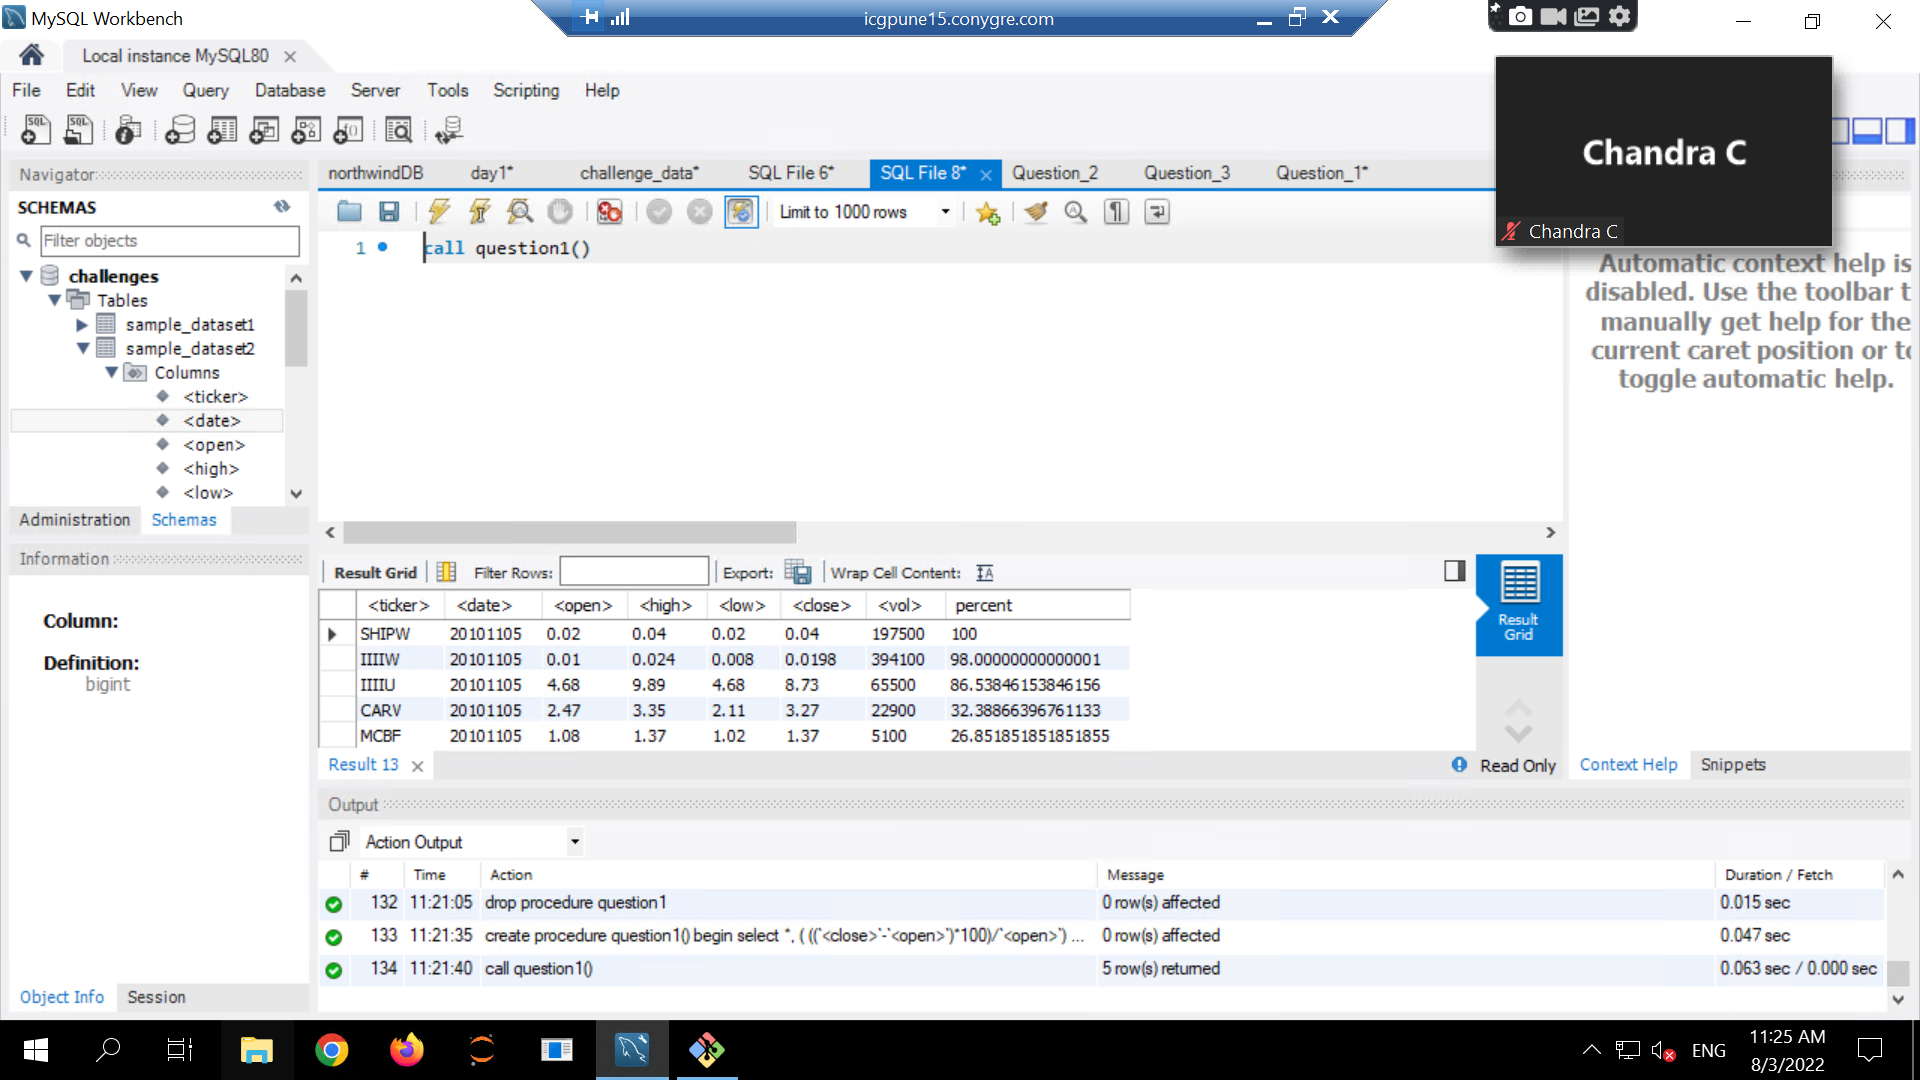 MySQL Workbench
icgpune15.conygre.com
Local instance MySQL80
File Edit View Query Database Server Tools Scripting Help
Chandra C
Chandra C
Navigator
SCHEMAS
Filter objects
challenges
Tables
sample_dataset1
sample_dataset2
Columns
<ticker>
<date>
<open>
<high>
<low>
Administration Schemas
Information
Column:
Definition:
bigint
Object Info Session
northwindDB day1* challenge_data* SQL File 6* SQL File 8* Question_2 Question_3 Question_1*
Limit to 1000 rows
1 call question1()
Automatic context help is
disabled. Use the toolbar t
manually get help for the
current caret position or to
toggle automatic help.
Result Grid Filter Rows: Export: Wrap Cell Content:
<ticker> <date> <open> <high> <low> <close> <vol> percent
SHIPW 20101105 0.02 0.04 0.02 0.04 197500 100
IIIIW 20101105 0.01 0.024 0.008 0.0198 394100 98.00000000000001
IIIIU 20101105 4.68 9.89 4.68 8.73 65500 86.53846153846156
CARV 20101105 2.47 3.35 2.11 3.27 22900 32.38866396761133
MCBF 20101105 1.08 1.37 1.02 1.37 5100 26.851851851851855
Result
Grid
Result 13
Read Only
Context Help Snippets
Output
Action Output
# Time Action Message Duration / Fetch
132 11:21:05 drop procedure question1 0 row(s) affected 0.015 sec
133 11:21:35 create procedure question1() begin select *, ( ((`<close>`-`<open>`)*100)/`<open>`) ... 0 row(s) affected 0.047 sec
134 11:21:40 call question1() 5 row(s) returned 0.063 sec / 0.000 sec
ENG
11:25 AM
8/3/2022